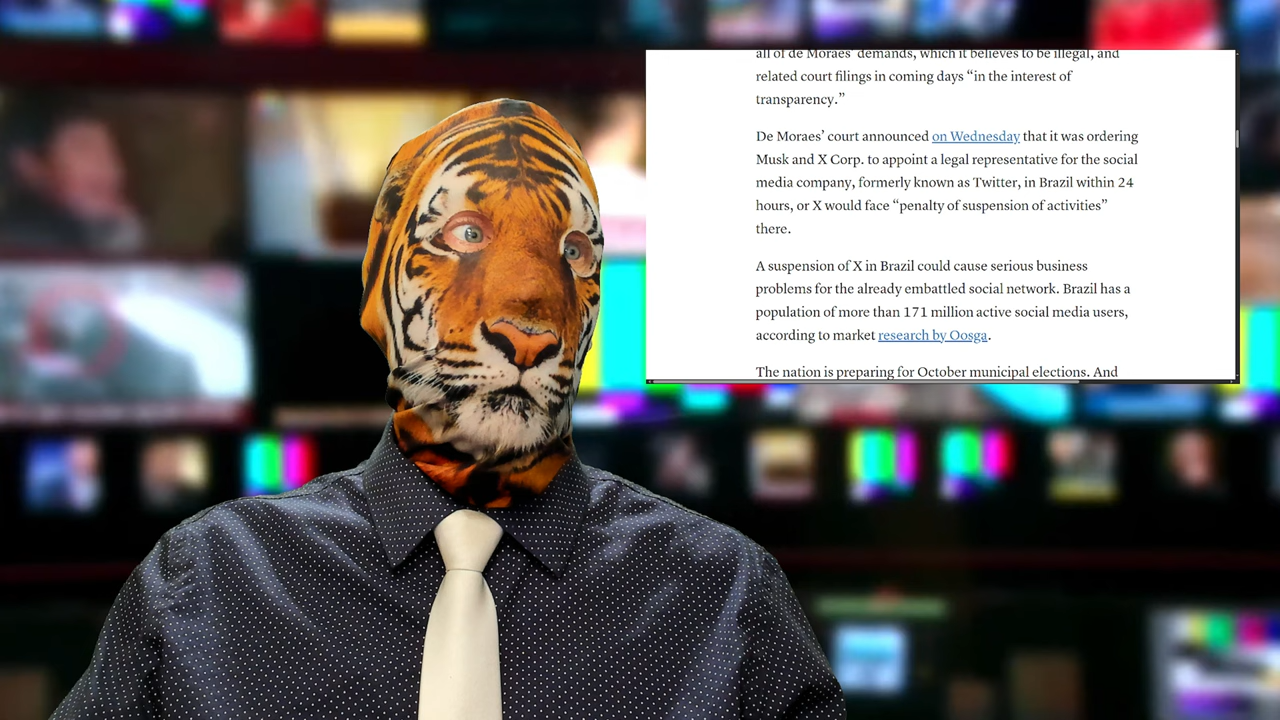 all of de Moraes' demands, which it believes to be illegal, and
related court filings in coming days “in the interest of
transparency.”
De Moraes’ court announced on Wednesday that it was ordering
Musk and X Corp. to appoint a legal representative for the social
media company, formerly known as Twitter, in Brazil within 24
hours, or X would face “penalty of suspension of activities”
there.
A suspension of X in Brazil could cause serious business
problems for the already embattled social network. Brazil has a
population of more than 171 million active social media users,
according to market research by Oosga.
The nation is preparing for October municipal elections. And